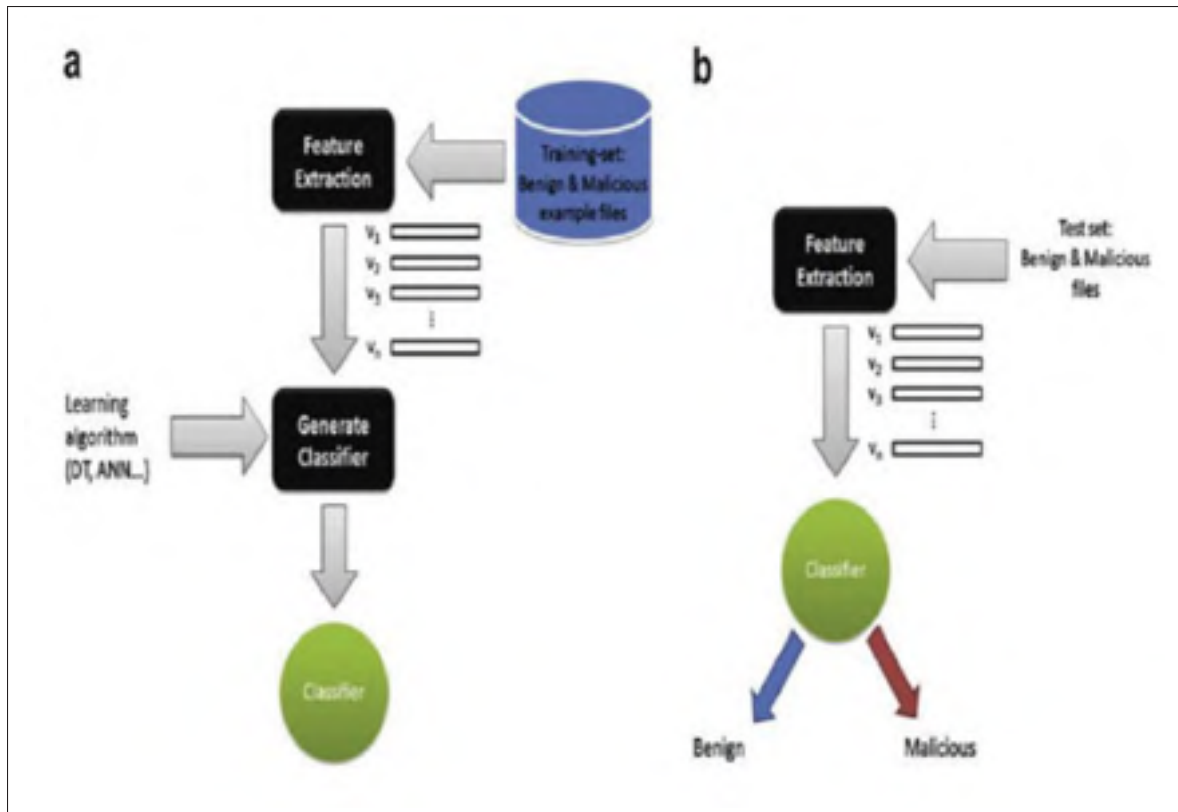 a
Feature
Extraction
Training-set:
Benign & Malicious
example files
V1
V2
V3
⋮
Vn
Learning
algorithm
(DT, ANN...)
Generate
Classifier
Classifier
b
Feature
Extraction
Test set:
Benign & Malicious
files
V1
V2
V3
⋮
Vn
Classifier
Benign
Malicious